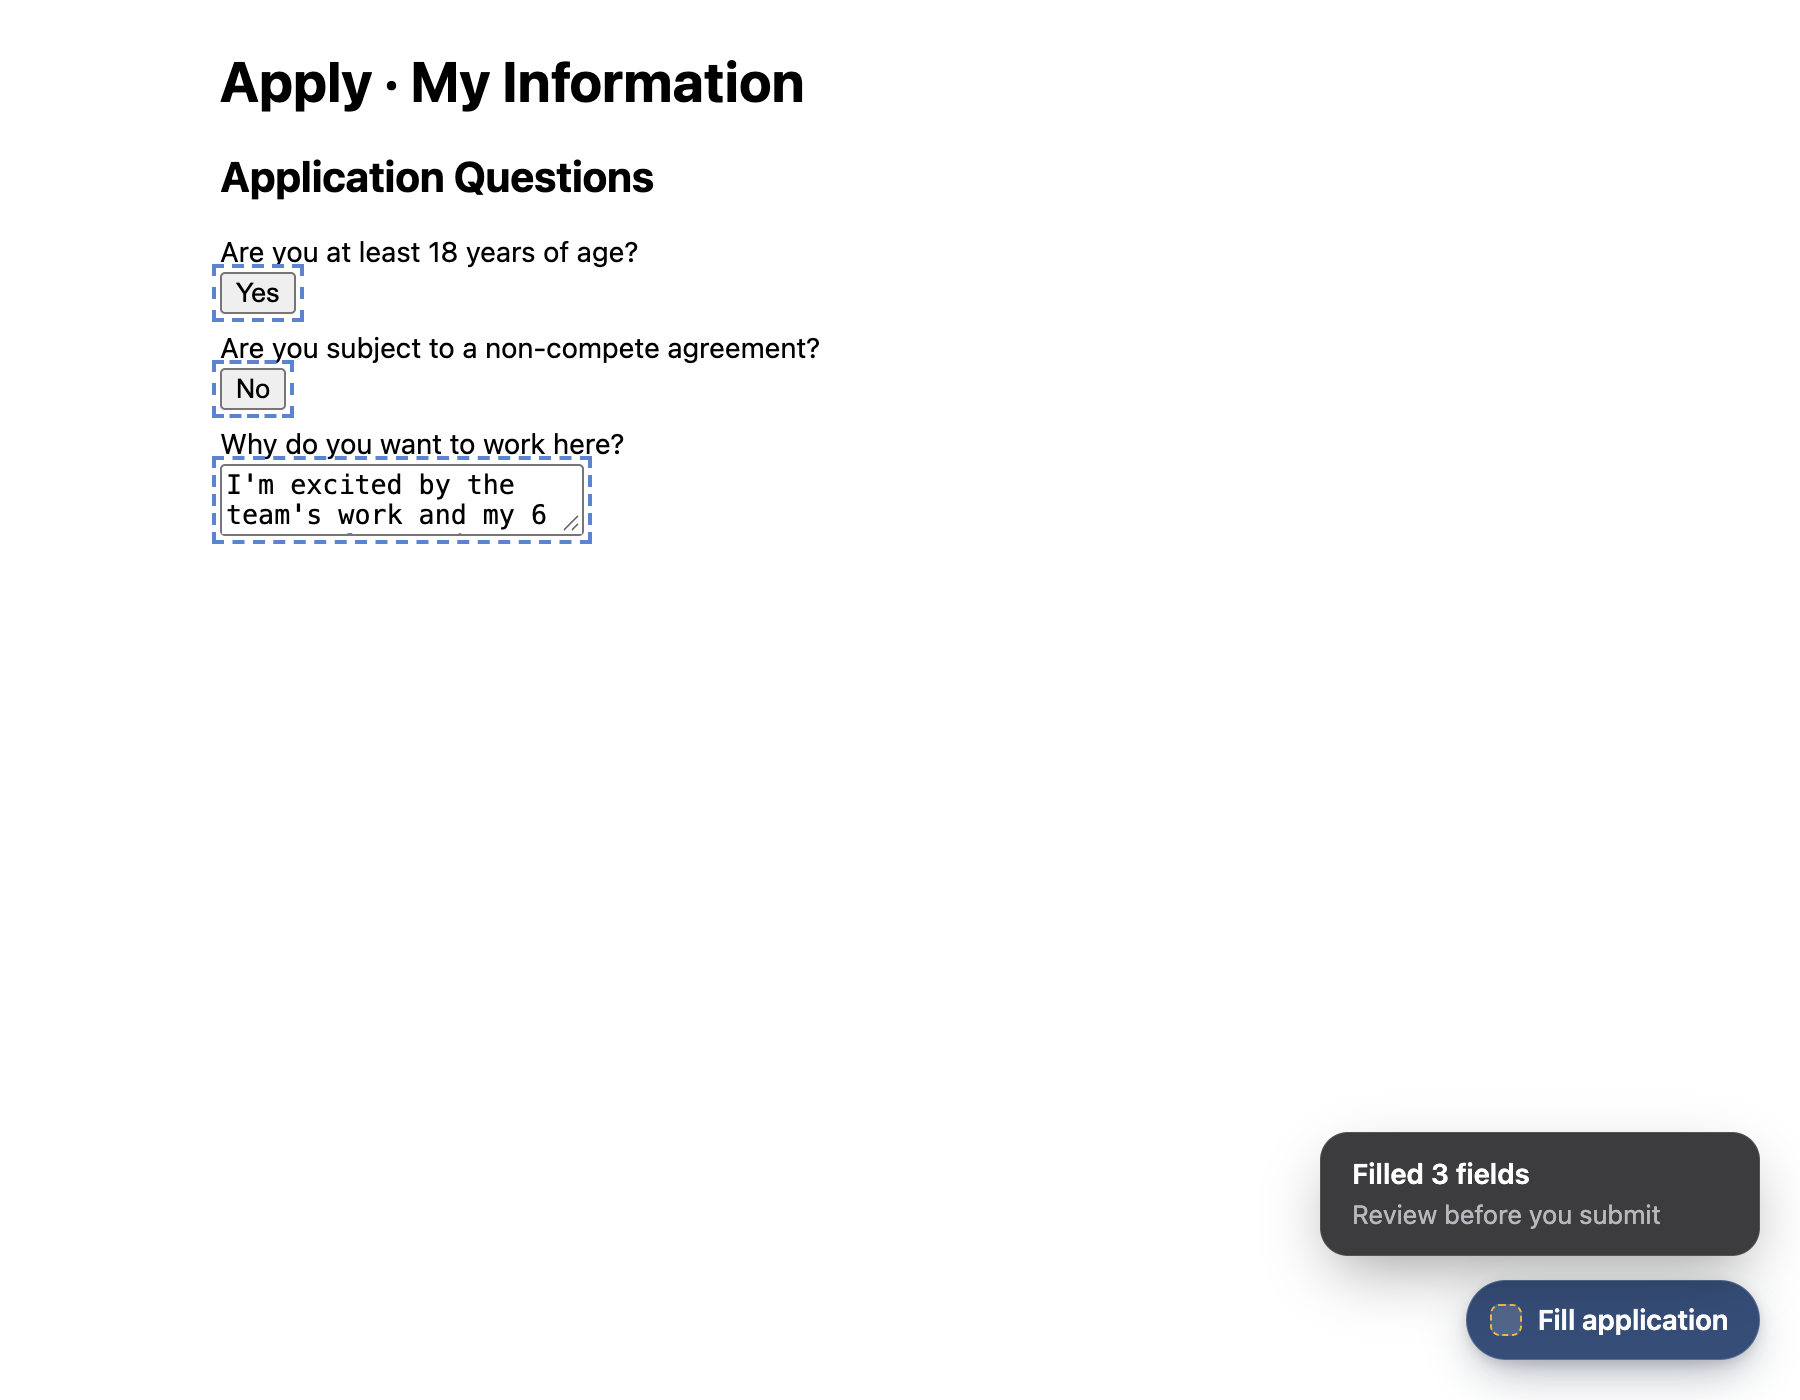 Apply · My Information
Application Questions
Are you at least 18 years of age?
Yes
Are you subject to a non-compete agreement?
No
Why do you want to work here?
I'm excited by the
team's work and my 6
Filled 3 fields
Review before you submit
Fill application